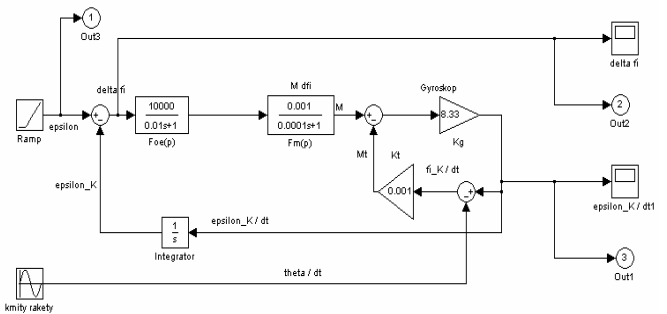 1
Out3
delta fi
delta fi
M dfi
Gyroskop
10000
0.01s+1
0.001
0.0001s+1
M
8.33
2
Out2
Ramp
epsilon
Foe(p)
Fm(p)
Kg
Mt
Kt
fi_K / dt
0.001
epsilon_K
epsilon_K / dt1
epsilon_K / dt
1
s
Integrator
3
Out1
theta / dt
kmity rakety